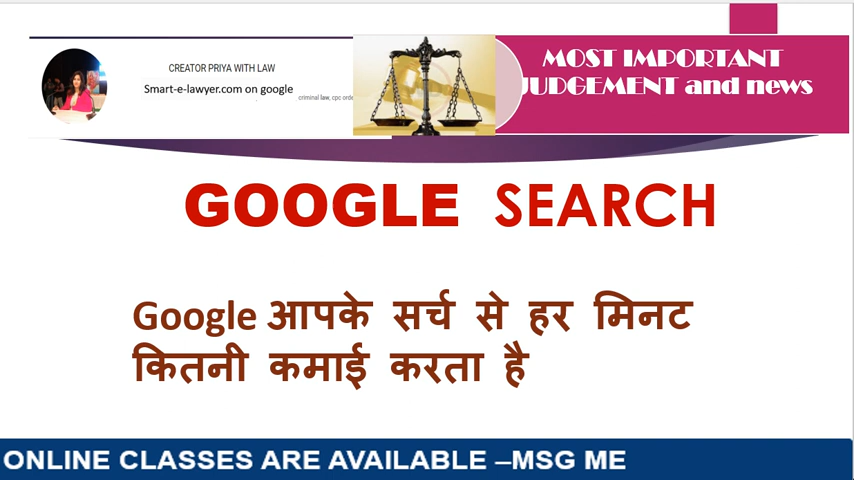 CREATOR PRIYA WITH LAW
Smart-e-lawyer.com on google
criminal law, cpc orde
MOST IMPORTANT
JUDGEMENT and news
GOOGLE SEARCH
Google आपके सर्च से हर मिनट
कितनी कमाई करता है
ONLINE CLASSES ARE AVAILABLE –MSG ME